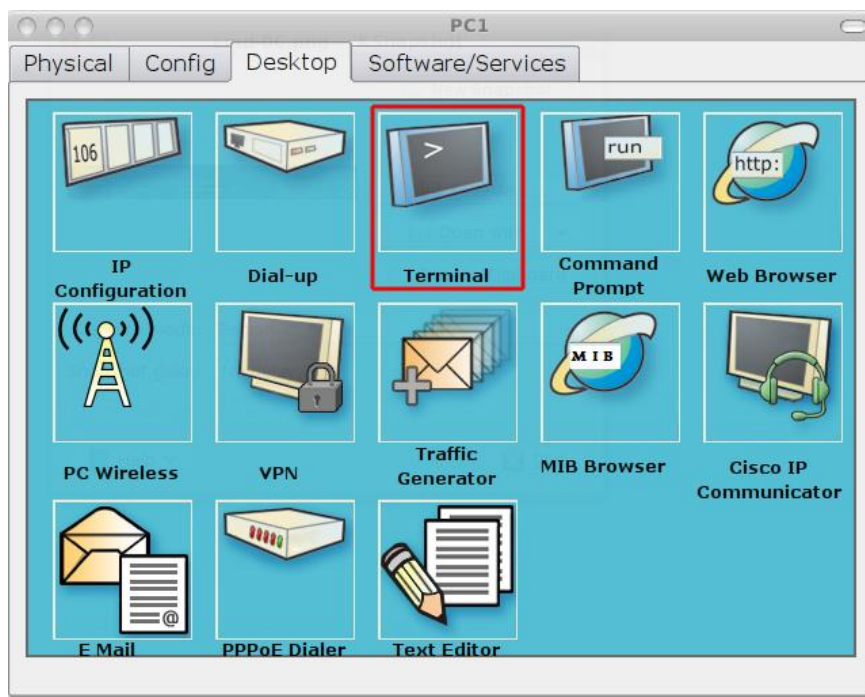 PC1
Physical Config Desktop Software/Services
106
>
run
http:
IP Configuration
Dial-up
Terminal
Command Prompt
Web Browser
MIB
PC Wireless
VPN
Traffic Generator
MIB Browser
Cisco IP Communicator
@
E Mail
PPPoE Dialer
Text Editor